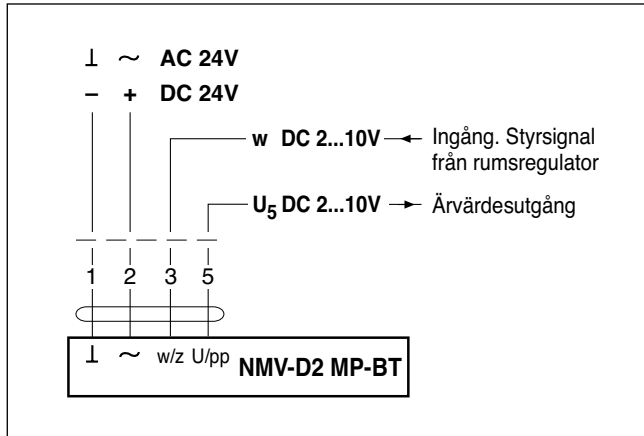 ⊥ ~ AC 24V
– + DC 24V
w DC 2...10V Ingång. Styrsignal
från rumsregulator
U5 DC 2...10V Ärvärdesutgång
1 2 3 5
⊥ ~ w/z U/pp NMV-D2 MP-BT